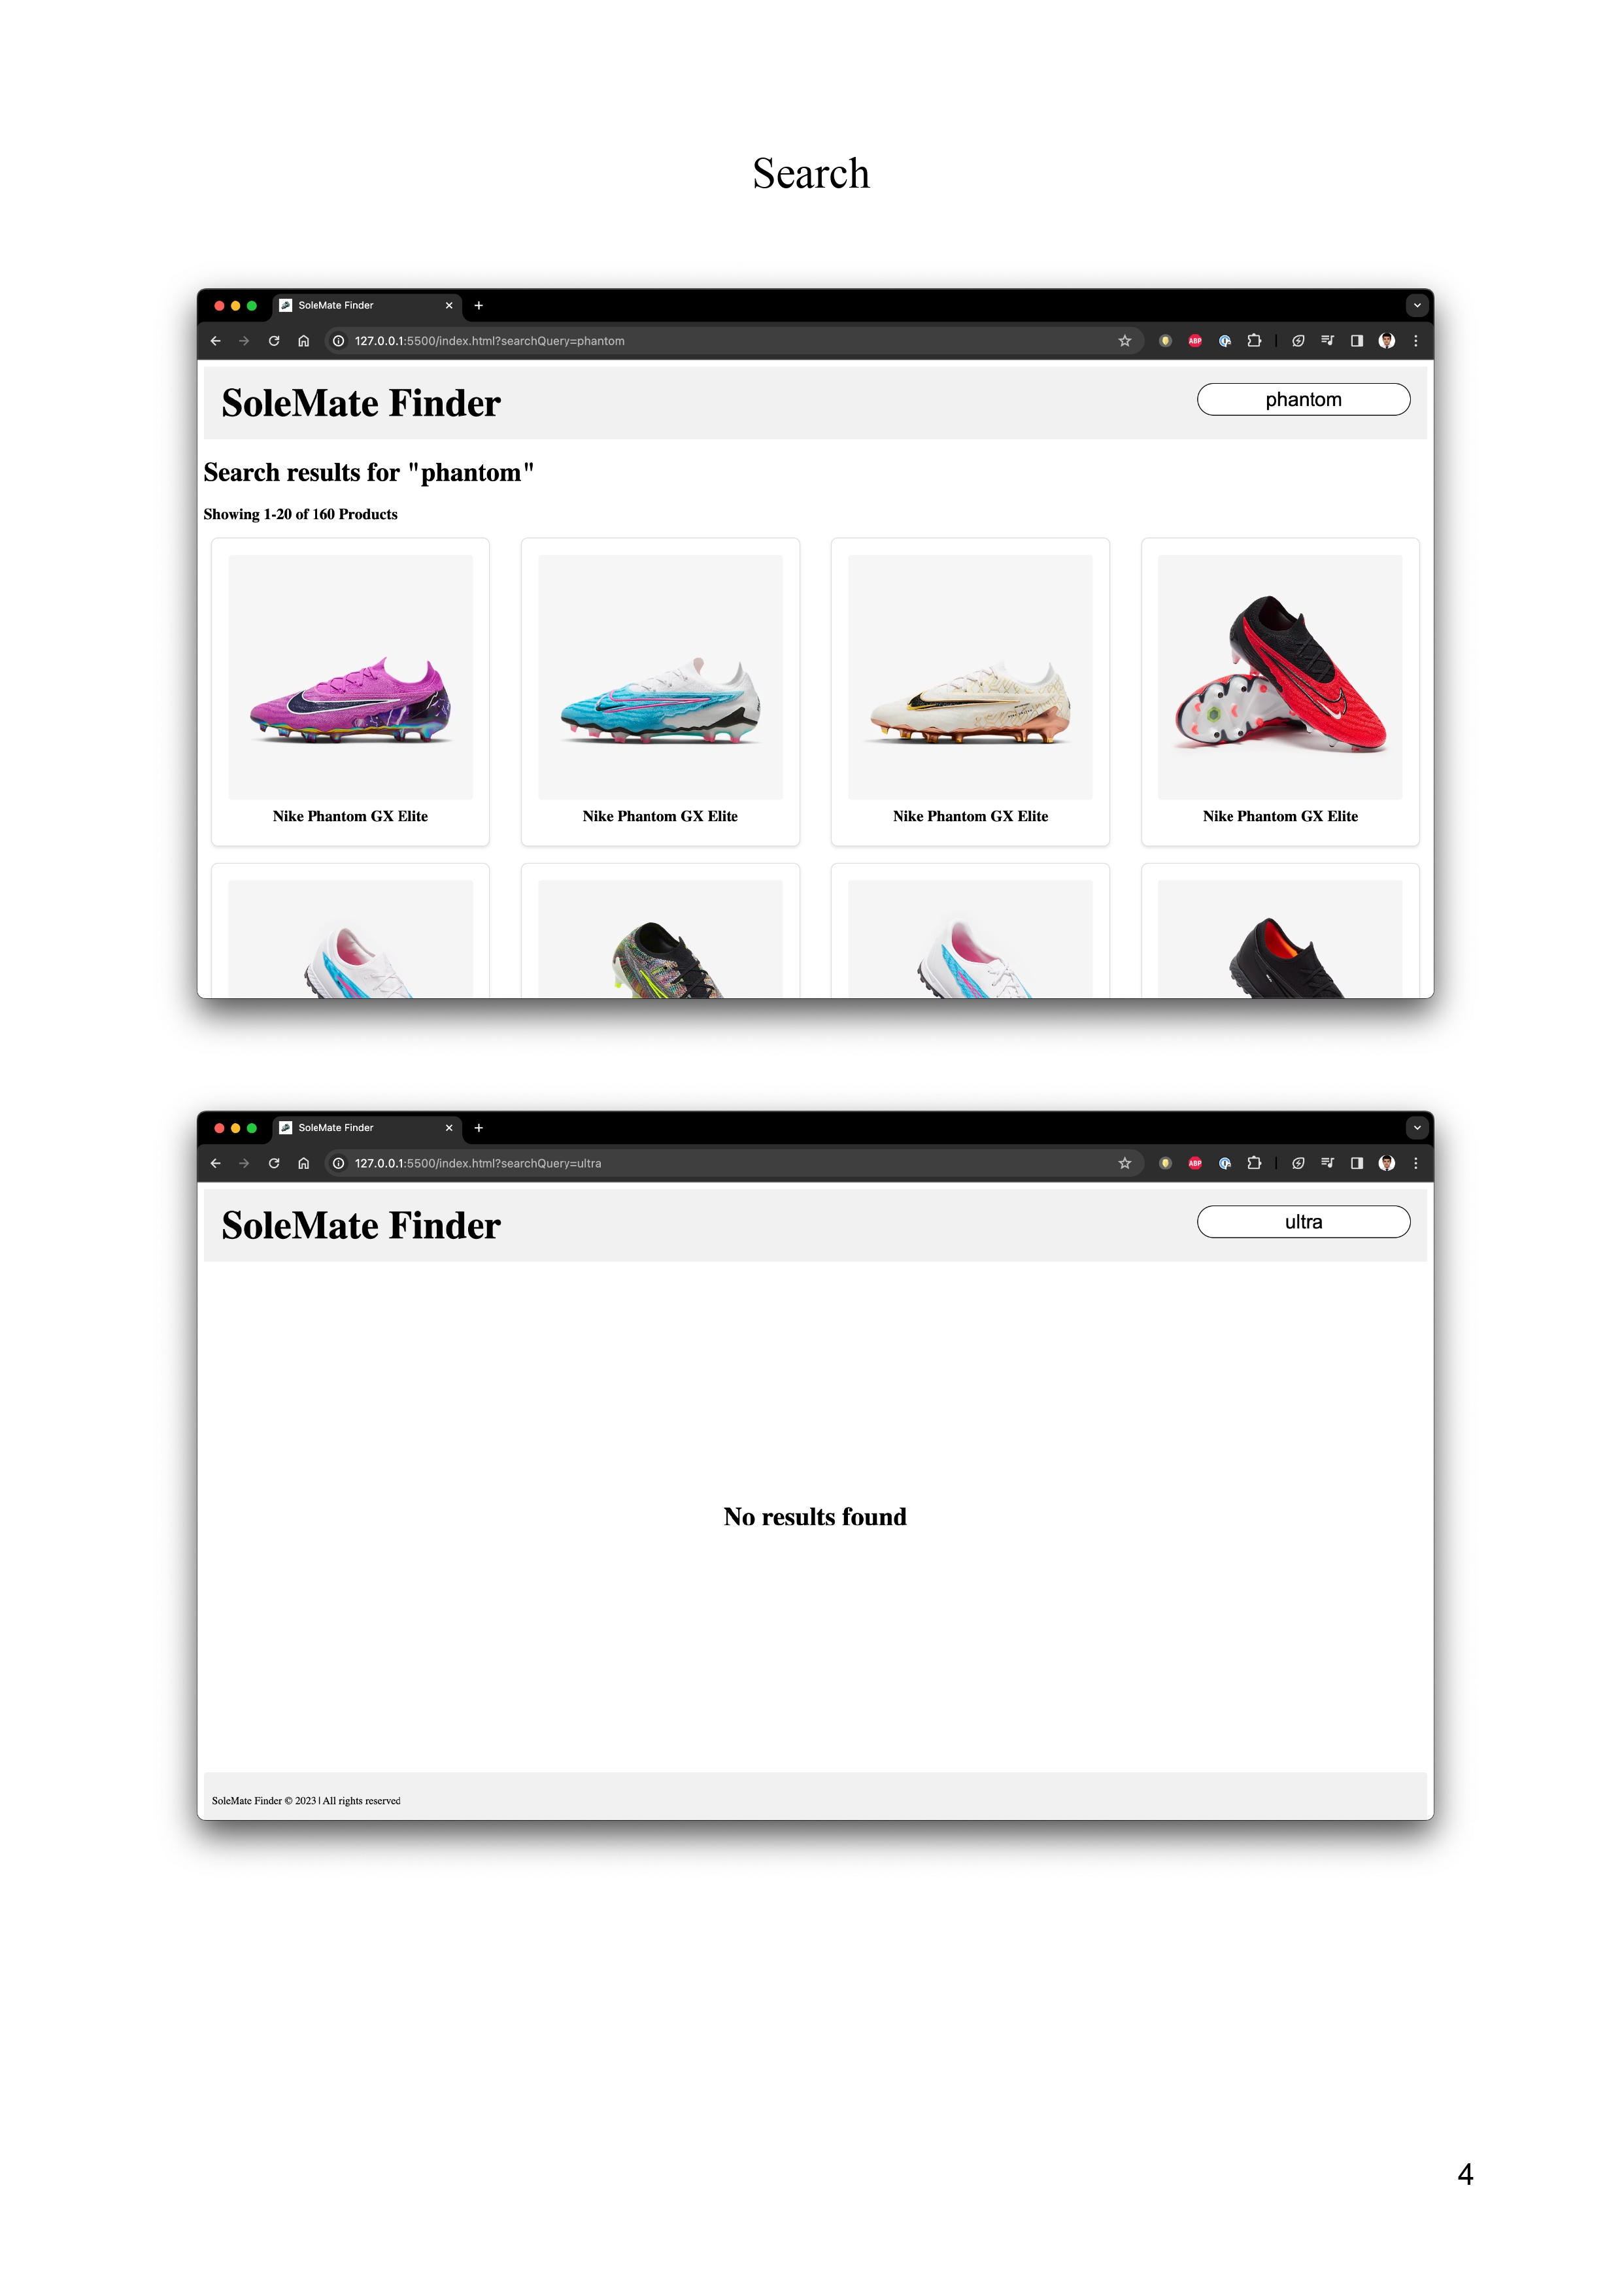 Search
SoleMate Finder
127.0.0.1:5500/index.html?searchQuery=phantom
ABP
SoleMate Finder
phantom
Search results for "phantom"
Showing 1-20 of 160 Products
Nike Phantom GX Elite
Nike Phantom GX Elite
Nike Phantom GX Elite
Nike Phantom GX Elite
SoleMate Finder
127.0.0.1:5500/index.html?searchQuery=ultra
ABP
SoleMate Finder
ultra
No results found
SoleMate Finder © 2023 | All rights reserved
4